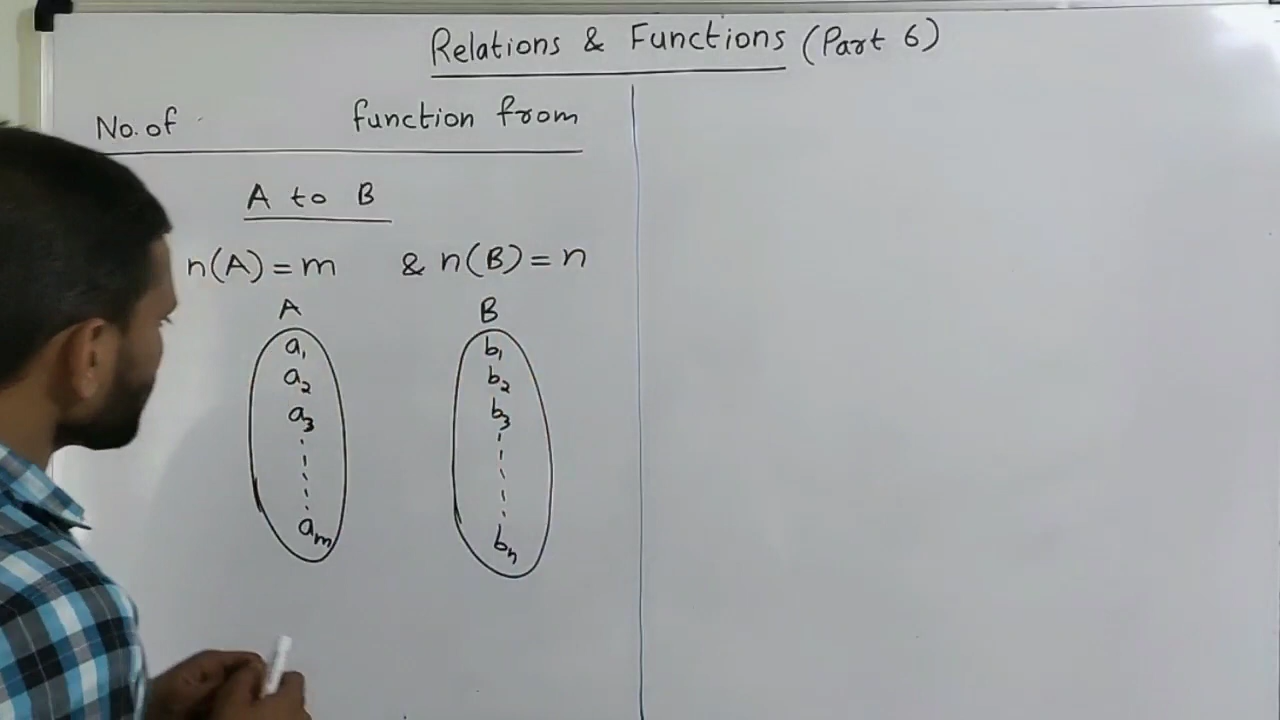 Relations & Functions (Part 6)
No. of function from
A to B
n(A) = m & n(B) = n
A B
a₁ b₁
a₂ b₂
a₃ b₃
aₘ bₙ